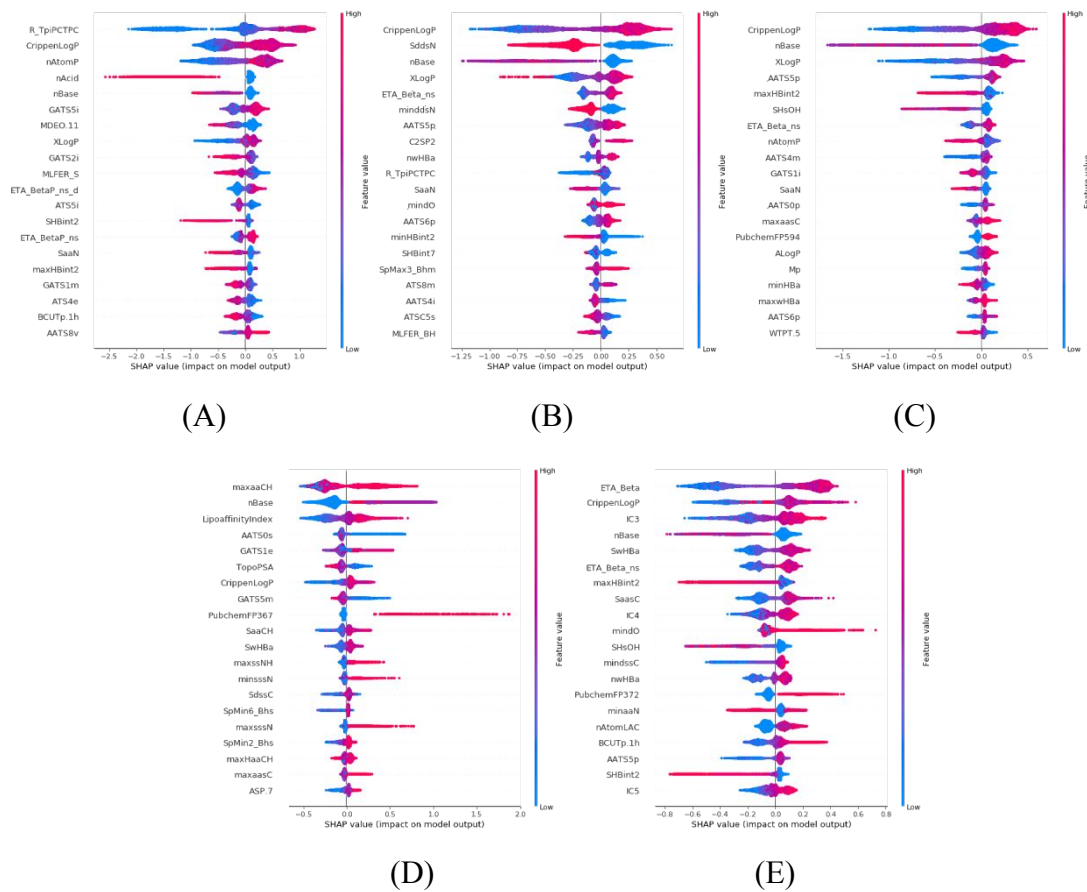 R_TpiPCTPC
CrippenLogP
nAtomP
nAcid
nBase
GATS5i
MDEO.11
XLogP
GATS2i
MLFER_S
ETA_BetaP_ns_d
ATS5i
SHBint2
ETA_BetaP_ns
SaaN
maxHBint2
GATS1m
ATS4e
BCUTp.1h
AATS8v
-2.5 -2.0 -1.5 -1.0 -0.5 0.0 0.5 1.0
SHAP value (impact on model output)
High
Feature value
Low
(A)
CrippenLogP
SddsN
nBase
XLogP
ETA_Beta_ns
minddsN
AATS5p
C2SP2
nwHBa
R_TpiPCTPC
SaaN
mindO
AATS6p
minHBint2
SHBint7
SpMax3_Bhm
ATS8m
AATS4i
ATSC5s
MLFER_BH
-1.25 -1.00 -0.75 -0.50 -0.25 0.00 0.25 0.50
SHAP value (impact on model output)
High
Feature value
Low
(B)
CrippenLogP
nBase
XLogP
AATS5p
maxHBint2
SHsOH
ETA_Beta_ns
nAtomP
AATS4m
GATS1i
SaaN
AATS0p
maxaasC
PubchemFP594
ALogP
Mp
minHBa
maxwHBa
AATS6p
WTPT.5
-1.5 -1.0 -0.5 0.0 0.5
SHAP value (impact on model output)
High
Feature value
Low
(C)
maxaaCH
nBase
LipoaffinityIndex
AATS0s
GATS1e
TopoPSA
CrippenLogP
GATS5m
PubchemFP367
SaaCH
SwHBa
maxssNH
minsssN
SdssC
SpMin6_Bhs
maxsssN
SpMin2_Bhs
maxHaaCH
maxaasC
ASP.7
-0.5 0.0 0.5 1.0 1.5 2.0
SHAP value (impact on model output)
High
Feature value
Low
(D)
ETA_Beta
CrippenLogP
IC3
nBase
SwHBa
ETA_Beta_ns
maxHBint2
SaasC
IC4
mindO
SHsOH
mindssC
nwHBa
PubchemFP372
minaaN
nAtomLAC
BCUTp.1h
AATS5p
SHBint2
IC5
-0.8 -0.6 -0.4 -0.2 0.0 0.2 0.4 0.6 0.8
SHAP value (impact on model output)
High
Feature value
Low
(E)